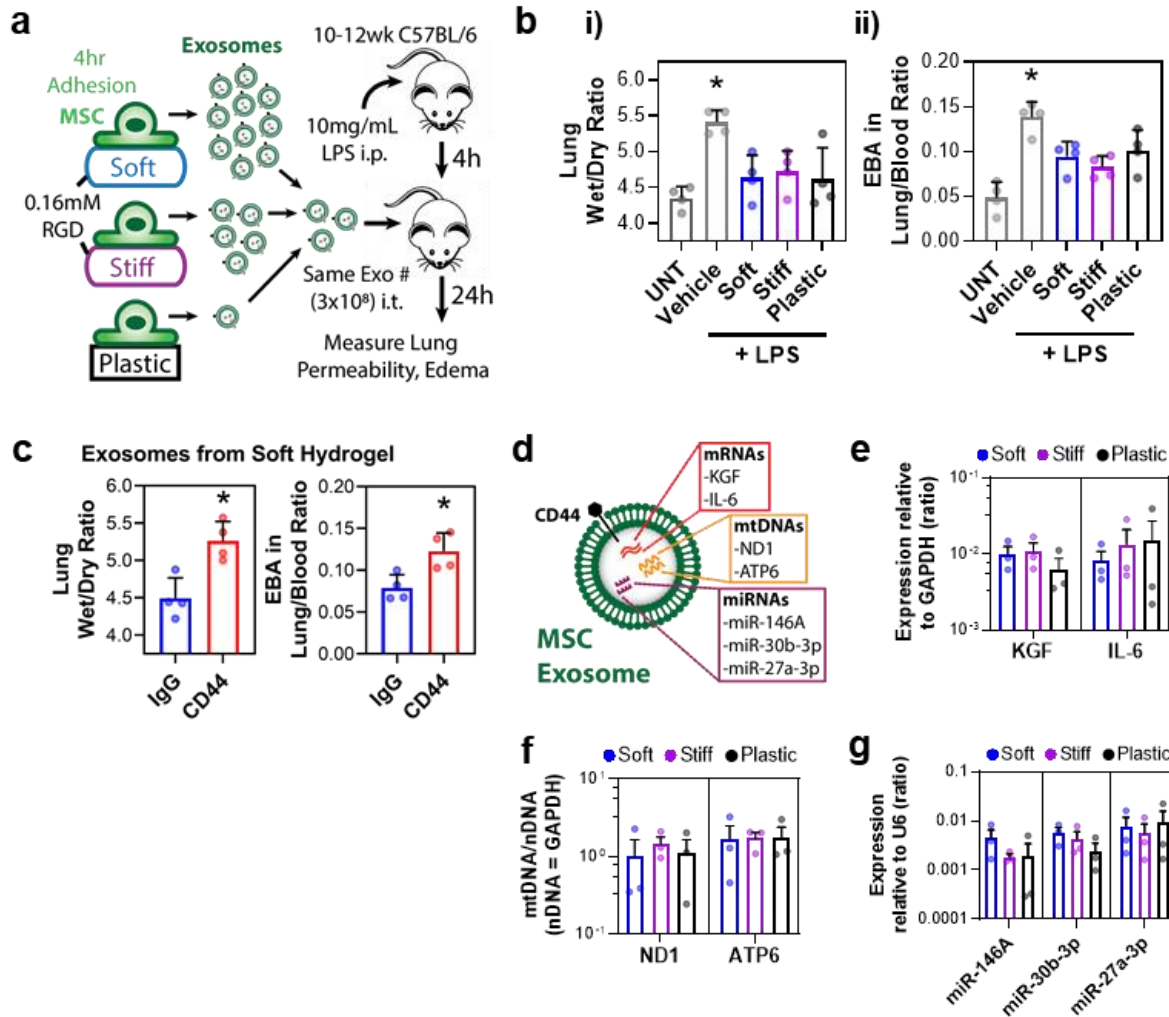 a
4hr
Adhesion
MSC
Soft
0.16mM
RGD
Stiff
Plastic
Exosomes
10-12wk C57BL/6
10mg/mL
LPS i.p.
4h
Same Exo #
(3x10⁸) i.t.
24h
Measure Lung
Permeability, Edema
b
i)
Lung
Wet/Dry Ratio
6.0
5.5
5.0
4.5
4.0
*
UNT
Vehicle
Soft
Stiff
Plastic
+ LPS
ii)
EBA in
Lung/Blood Ratio
0.20
0.15
0.10
0.05
0.00
*
UNT
Vehicle
Soft
Stiff
Plastic
+ LPS
c
Exosomes from Soft Hydrogel
Lung
Wet/Dry Ratio
6.0
5.5
5.0
4.5
4.0
*
IgG
CD44
EBA in
Lung/Blood Ratio
0.20
0.15
0.10
0.05
0.00
*
IgG
CD44
d
CD44
MSC
Exosome
mRNAs
-KGF
-IL-6
mtDNAs
-ND1
-ATP6
miRNAs
-miR-146A
-miR-30b-3p
-miR-27a-3p
e
Soft Stiff Plastic
Expression relative
to GAPDH (ratio)
10⁻¹
10⁻²
10⁻³
KGF IL-6
f
Soft Stiff Plastic
mtDNA/nDNA
(nDNA = GAPDH)
10¹
10⁰
10⁻¹
ND1 ATP6
g
Soft Stiff Plastic
Expression
relative to U6 (ratio)
0.1
0.01
0.001
0.0001
miR-146A
miR-30b-3p
miR-27a-3p